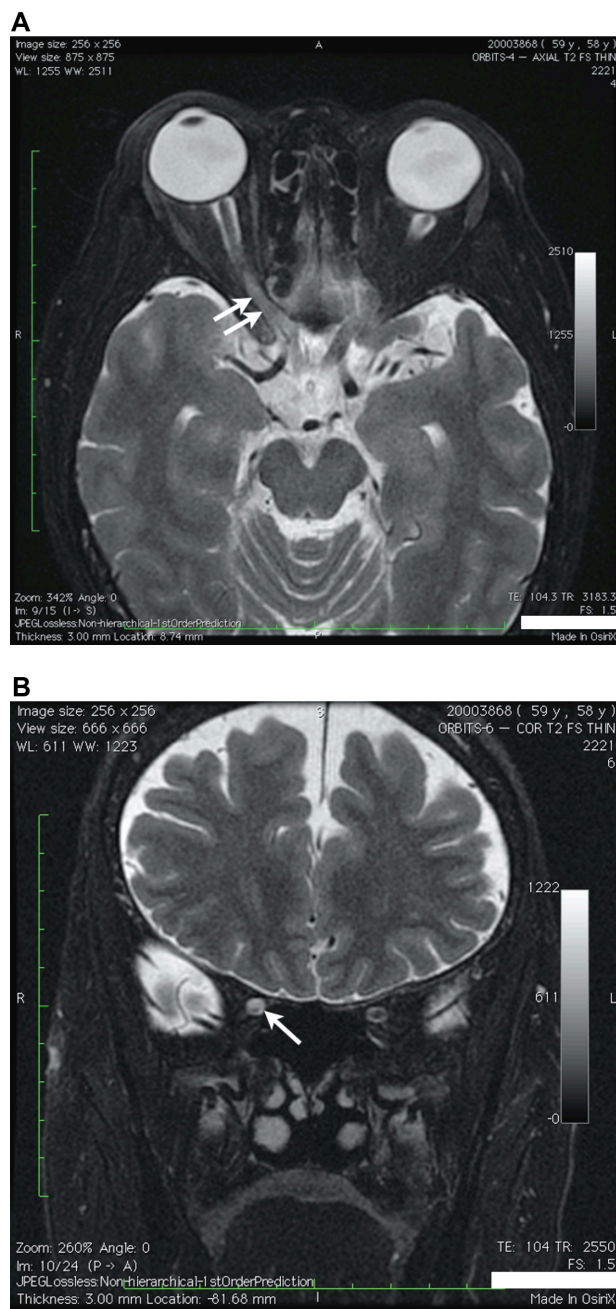 A
Image size: 256 x 256
View size: 875 x 875
WL: 1255 WW: 2511
A
20003868 ( 59 y , 58 y )
ORBITS-4 — AXIAL T2 FS THIN
2221
4
2510
1255
-0
R
L
Zoom: 342% Angle: 0
Im: 9/15 (I -> S)
JPEGLossless:Non-hierarchical-1stOrderPrediction
Thickness: 3.00 mm Location: 8.74 mm
P
TE: 104.3 TR: 3183.3
FS: 1.5
Made In OsiriX
B
Image size: 256 x 256
View size: 666 x 666
WL: 611 WW: 1223
S
20003868 ( 59 y , 58 y )
ORBITS-6 — COR T2 FS THIN
2221
6
1222
611
-0
R
L
Zoom: 260% Angle: 0
Im: 10/24 (P -> A)
JPEGLossless:Non-hierarchical-1stOrderPrediction
Thickness: 3.00 mm Location: -81.68 mm
I
TE: 104 TR: 2550
FS: 1.5
Made In OsiriX